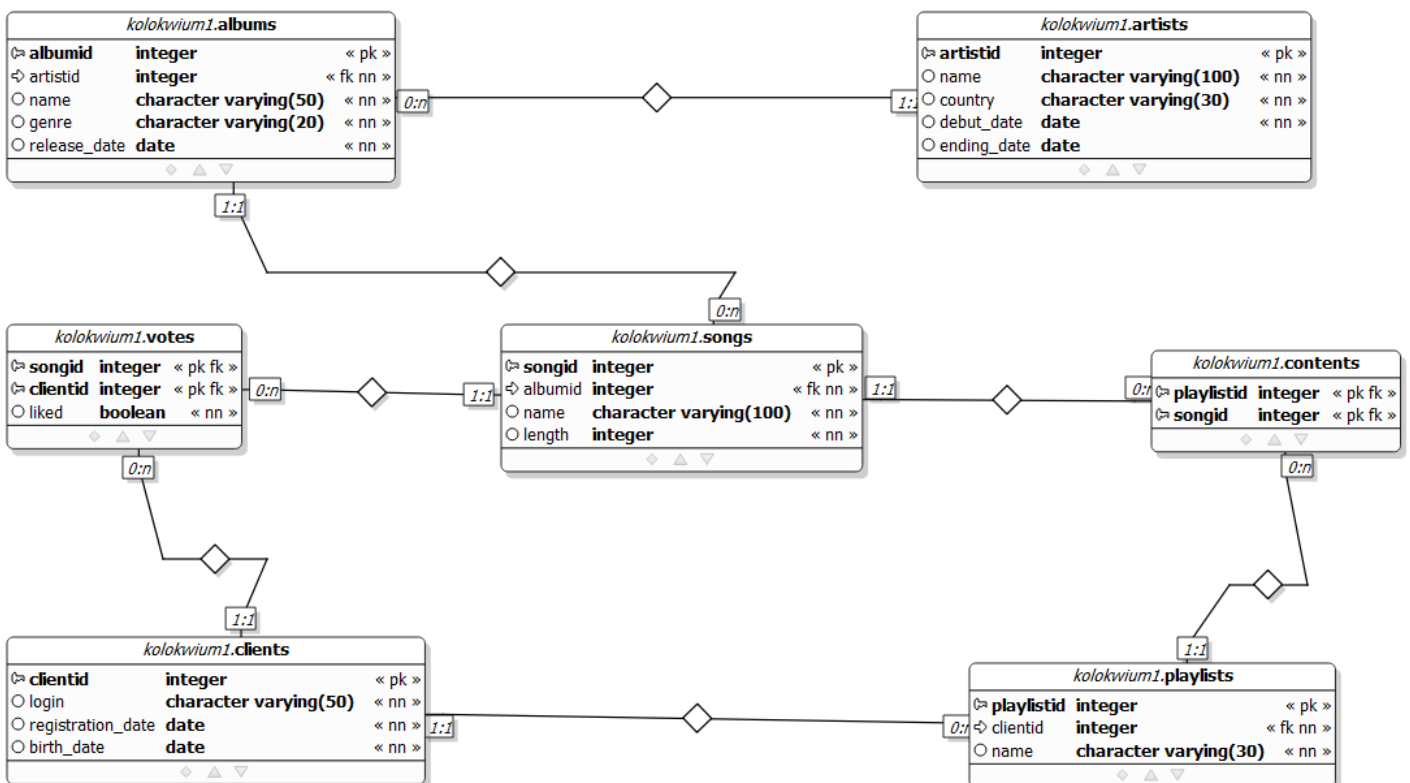 kolokwium1.albums
albumid integer « pk »
artistid integer « fk nn »
name character varying(50) « nn »
genre character varying(20) « nn »
release_date date « nn »
kolokwium1.artists
artistid integer « pk »
name character varying(100) « nn »
country character varying(30) « nn »
debut_date date « nn »
ending_date date
0:n
1:1
1:1
0:n
kolokwium1.votes
songid integer « pk fk »
clientid integer « pk fk »
liked boolean « nn »
0:n
1:1
kolokwium1.songs
songid integer « pk »
albumid integer « fk nn »
name character varying(100) « nn »
length integer « nn »
1:1
0:n
kolokwium1.contents
playlistid integer « pk fk »
songid integer « pk fk »
0:n
0:n
1:1
1:1
kolokwium1.clients
clientid integer « pk »
login character varying(50) « nn »
registration_date date « nn »
birth_date date « nn »
1:1
0:n
kolokwium1.playlists
playlistid integer « pk »
clientid integer « fk nn »
name character varying(30) « nn »